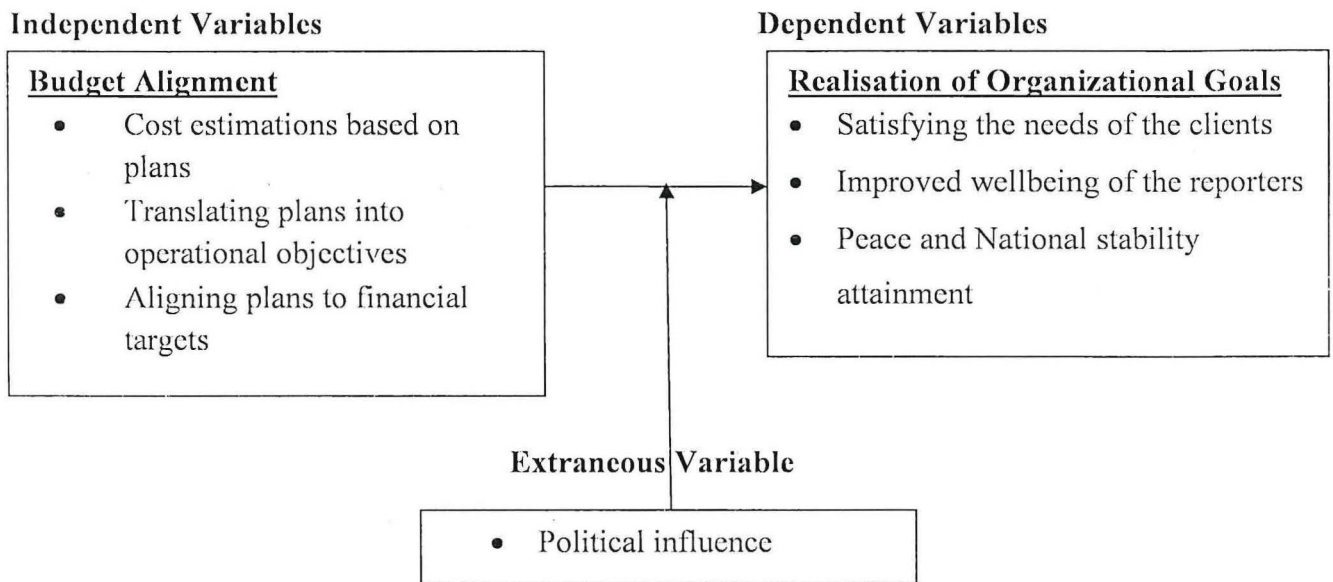 Independent Variables
Budget Alignment
• Cost estimations based on
plans
• Translating plans into
operational objectives
• Aligning plans to financial
targets
Dependent Variables
Realisation of Organizational Goals
• Satisfying the needs of the clients
• Improved wellbeing of the reporters
• Peace and National stability
attainment
Extraneous Variable
• Political influence